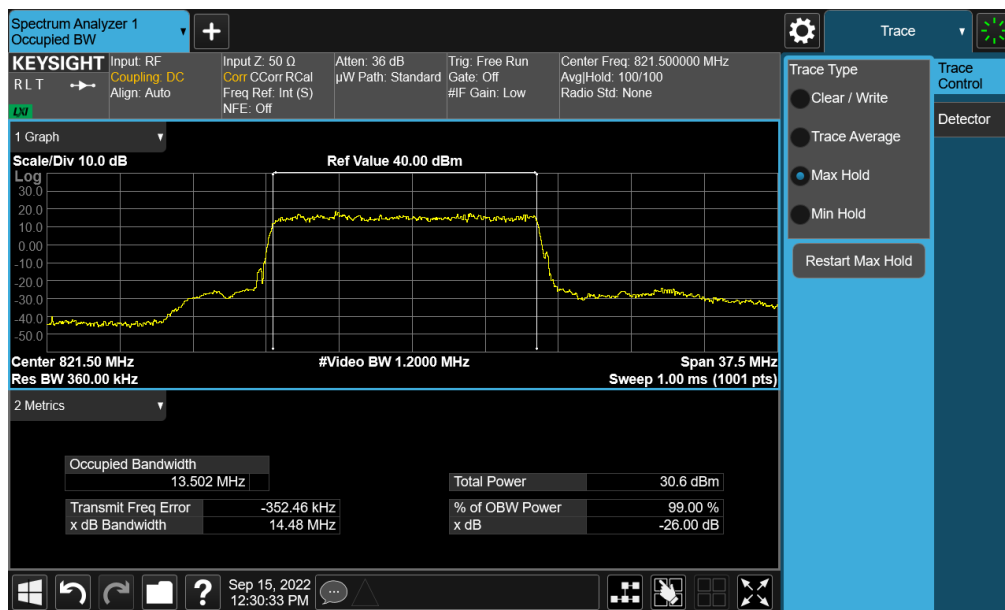 Spectrum Analyzer 1
Occupied BW
+
Trace
KEYSIGHT
RLT
LXI
Input: RF
Coupling: DC
Align: Auto
Input Z: 50 Ω
Corr CCorr RCal
Freq Ref: Int (S)
NFE: Off
Atten: 36 dB
µW Path: Standard
Trig: Free Run
Gate: Off
#IF Gain: Low
Center Freq: 821.500000 MHz
Avg|Hold: 100/100
Radio Std: None
Trace Type
Clear / Write
Trace Average
Max Hold
Min Hold
Restart Max Hold
Trace
Control
Detector
1 Graph
Scale/Div 10.0 dB
Ref Value 40.00 dBm
Log
30.0
20.0
10.0
0.00
-10.0
-20.0
-30.0
-40.0
-50.0
Center 821.50 MHz
#Video BW 1.2000 MHz
Span 37.5 MHz
Res BW 360.00 kHz
Sweep 1.00 ms (1001 pts)
2 Metrics
Occupied Bandwidth
13.502 MHz
Total Power 30.6 dBm
Transmit Freq Error -352.46 kHz
% of OBW Power 99.00 %
x dB Bandwidth 14.48 MHz
x dB -26.00 dB
?
Sep 15, 2022
12:30:33 PM